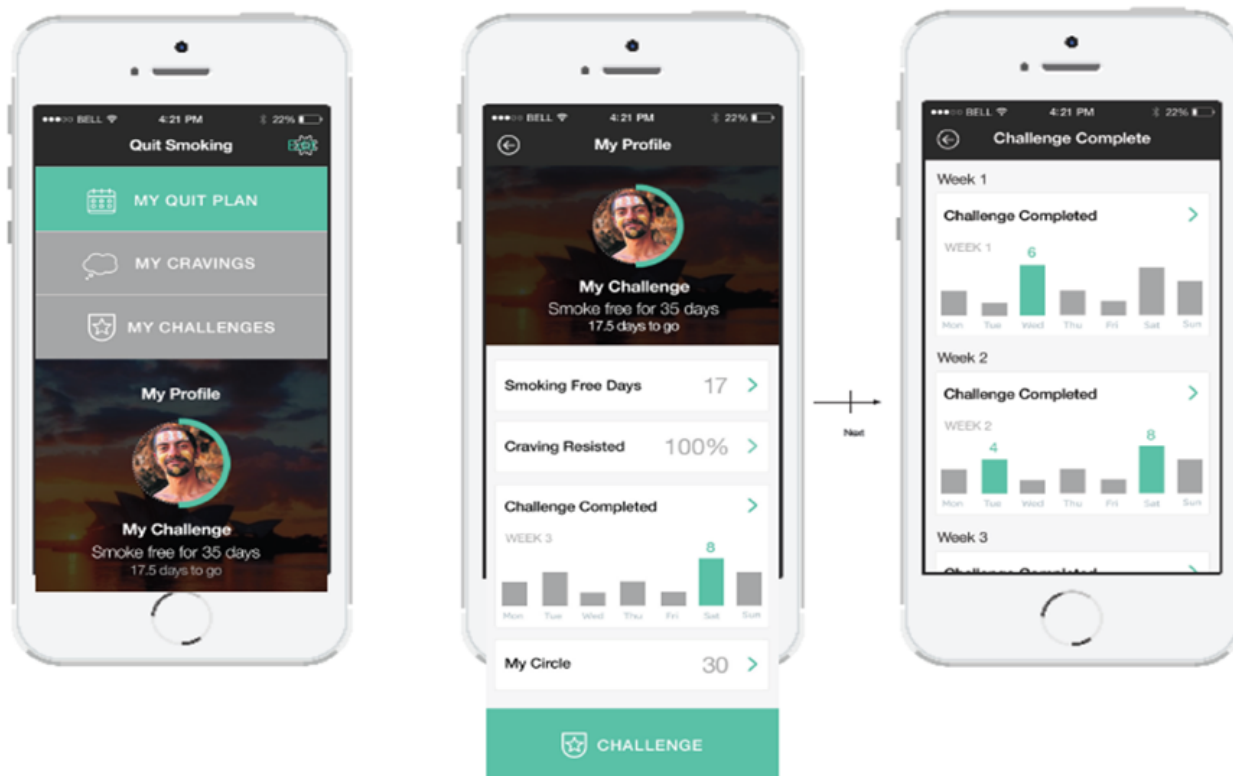 BELL 4:21 PM 22%
Quit Smoking
MY QUIT PLAN
MY CRAVINGS
MY CHALLENGES
My Profile
My Challenge
Smoke free for 35 days
17.5 days to go
BELL 4:21 PM 22%
My Profile
My Challenge
Smoke free for 35 days
17.5 days to go
Smoking Free Days 17
Craving Resisted 100%
Challenge Completed
WEEK 3
8
Mon Tue Wed Thu Fri Sat Sun
My Circle 30
CHALLENGE
Next
BELL 4:21 PM 22%
Challenge Complete
Week 1
Challenge Completed
WEEK 1
6
Mon Tue Wed Thu Fri Sat Sun
Week 2
Challenge Completed
WEEK 2
4 8
Mon Tue Wed Thu Fri Sat Sun
Week 3
Challenge Completed